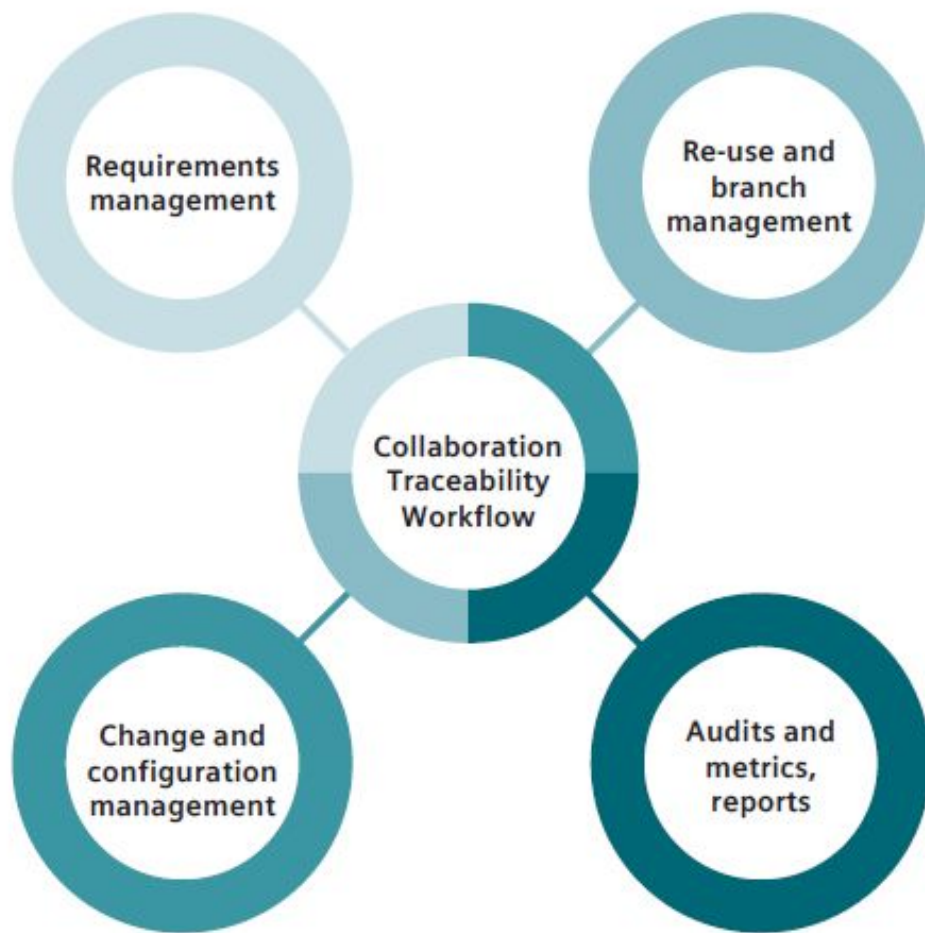 Requirements
management
Re-use and
branch
management
Collaboration
Traceability
Workflow
Change and
configuration
management
Audits and
metrics,
reports